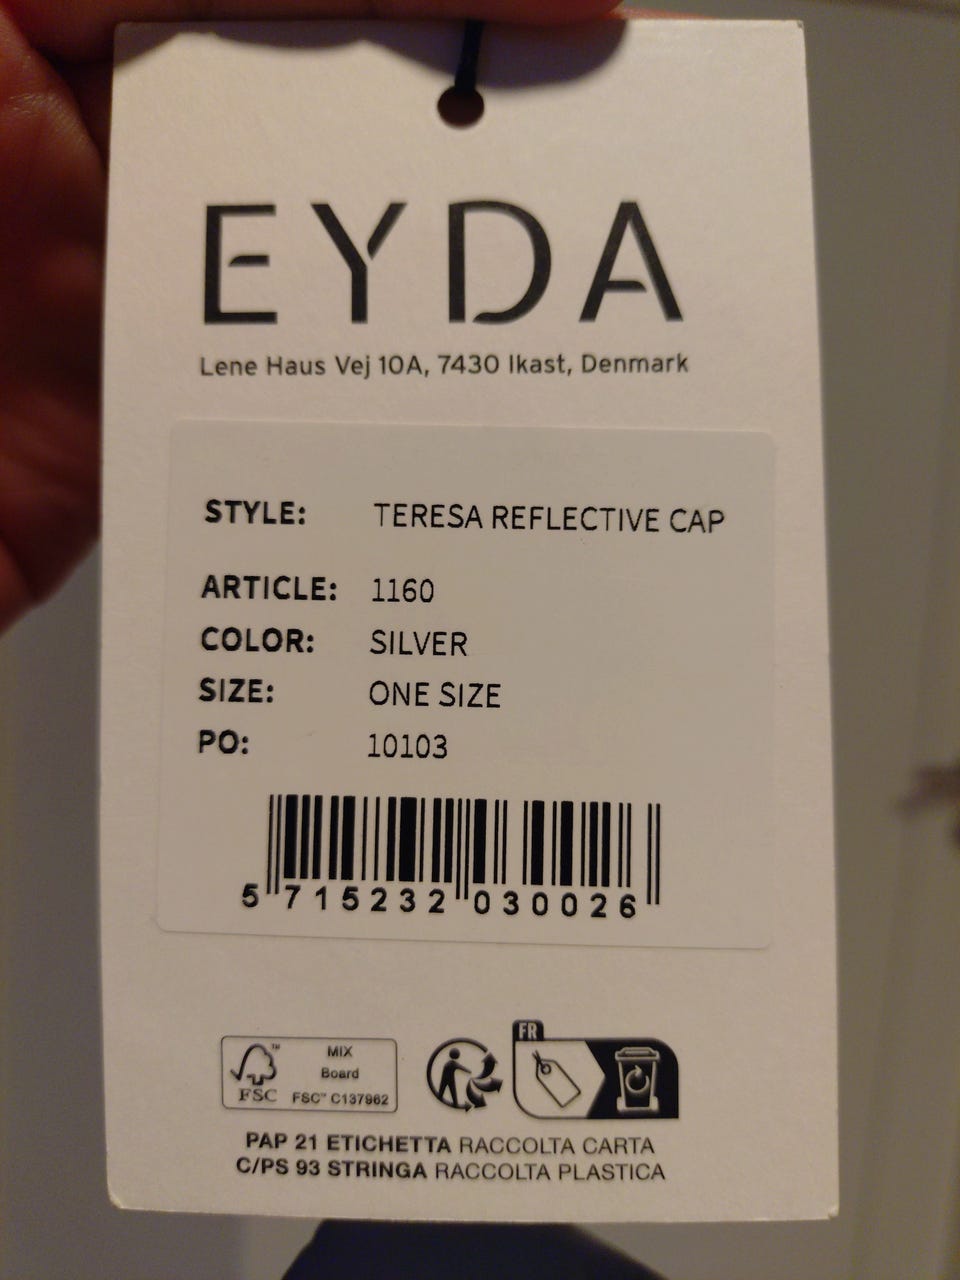 EYDA
Lene Haus Vej 10A, 7430 Ikast, Denmark
STYLE: TERESA REFLECTIVE CAP
ARTICLE: 1160
COLOR: SILVER
SIZE: ONE SIZE
PO: 10103
5 715232 030026
FR
MIX
Board
FSC™ FSC™ C137962
PAP 21 ETICHETTA RACCOLTA CARTA
C/PS 93 STRINGA RACCOLTA PLASTICA